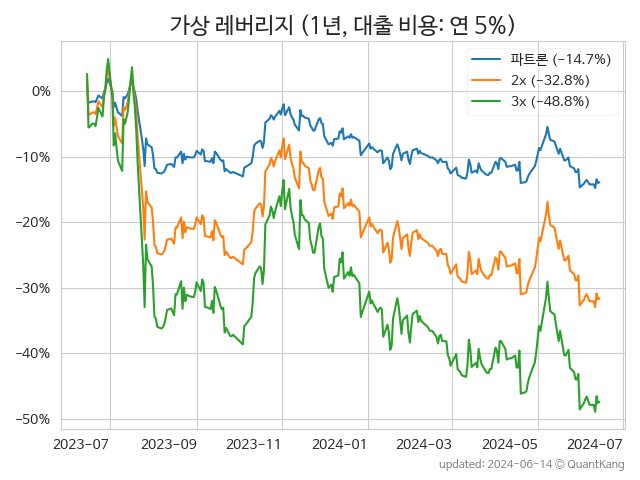 가상 레버리지 (1년, 대출 비용: 연 5%)
파트론 (−14.7%)
2x (−32.8%)
3x (−48.8%)
0%
−10%
−20%
−30%
−40%
−50%
2023-07 2023-09 2023-11 2024-01 2024-03 2024-05 2024-07
updated: 2024-06-14 © QuantKang